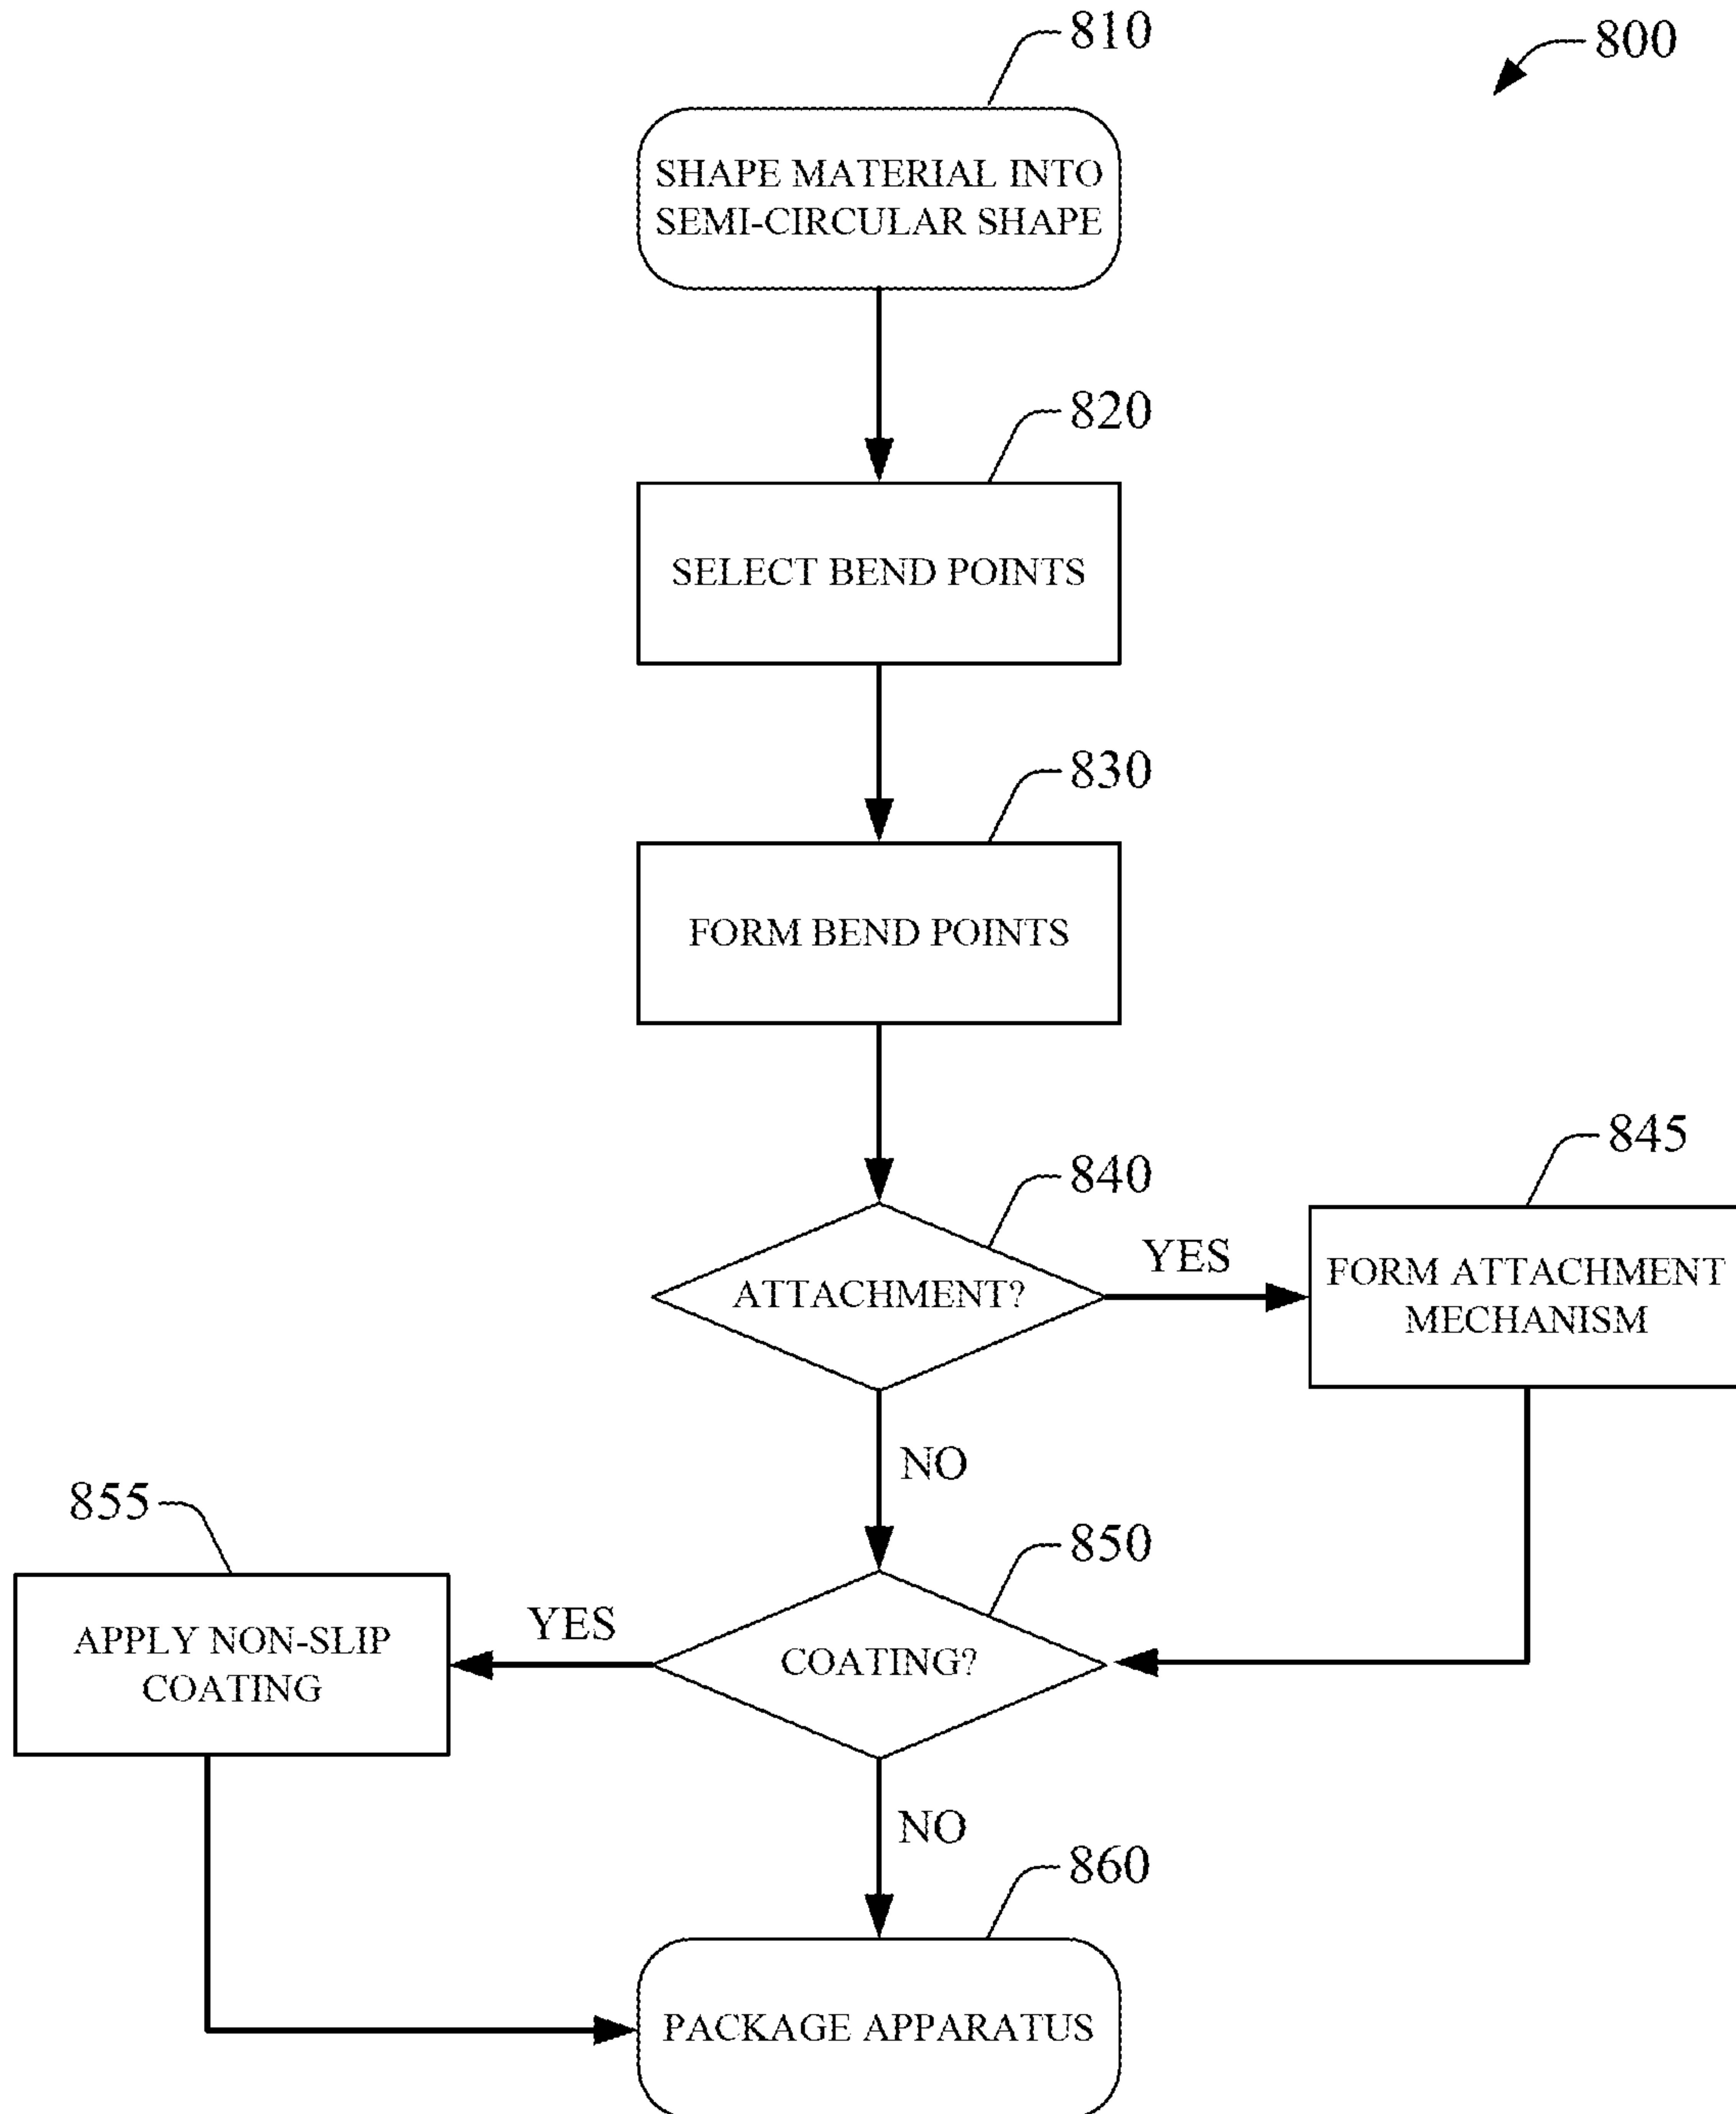 810
800
SHAPE MATERIAL INTO
SEMI-CIRCULAR SHAPE
820
SELECT BEND POINTS
830
FORM BEND POINTS
840
845
ATTACHMENT?
YES
FORM ATTACHMENT
MECHANISM
NO
855
850
APPLY NON-SLIP
COATING
YES
COATING?
NO
860
PACKAGE APPARATUS